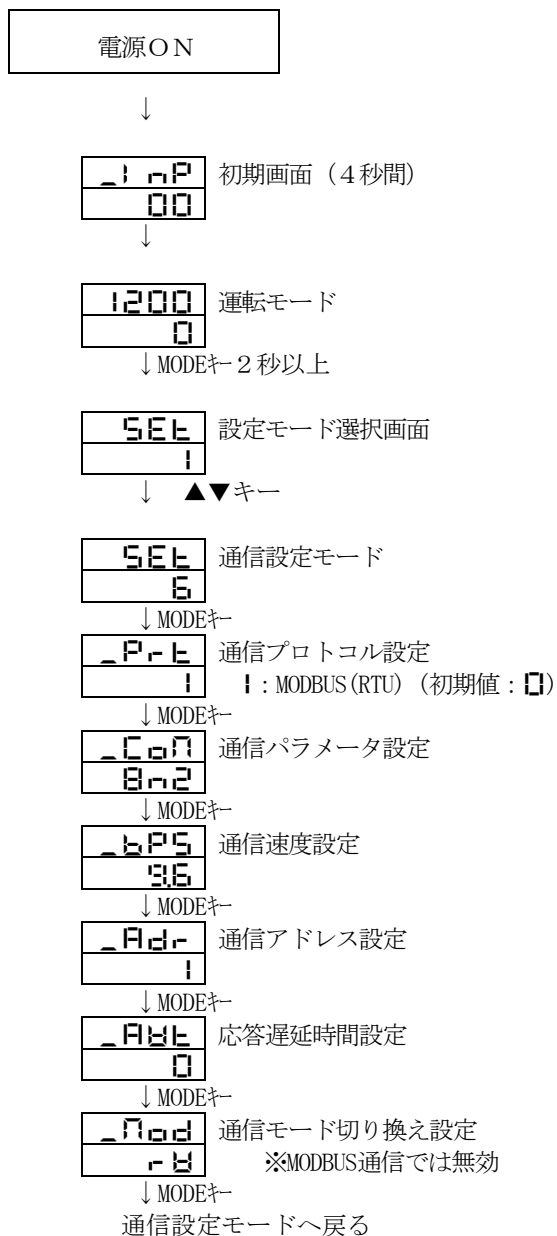 電源ON
↓
_InP 初期画面（4秒間）
00
↓
1200 運転モード
0
↓MODEキー2秒以上
SEt 設定モード選択画面
1
↓ ▲▼キー
SEt 通信設定モード
6
↓MODEキー
_Prt 通信プロトコル設定
1 1：MODBUS(RTU)（初期値：0）
↓MODEキー
_CoM 通信パラメータ設定
8n2
↓MODEキー
_bPS 通信速度設定
9.6
↓MODEキー
_Adr 通信アドレス設定
1
↓MODEキー
_AWt 応答遅延時間設定
0
↓MODEキー
_Mod 通信モード切り換え設定
rW ※MODBUS通信では無効
↓MODEキー
通信設定モードへ戻る